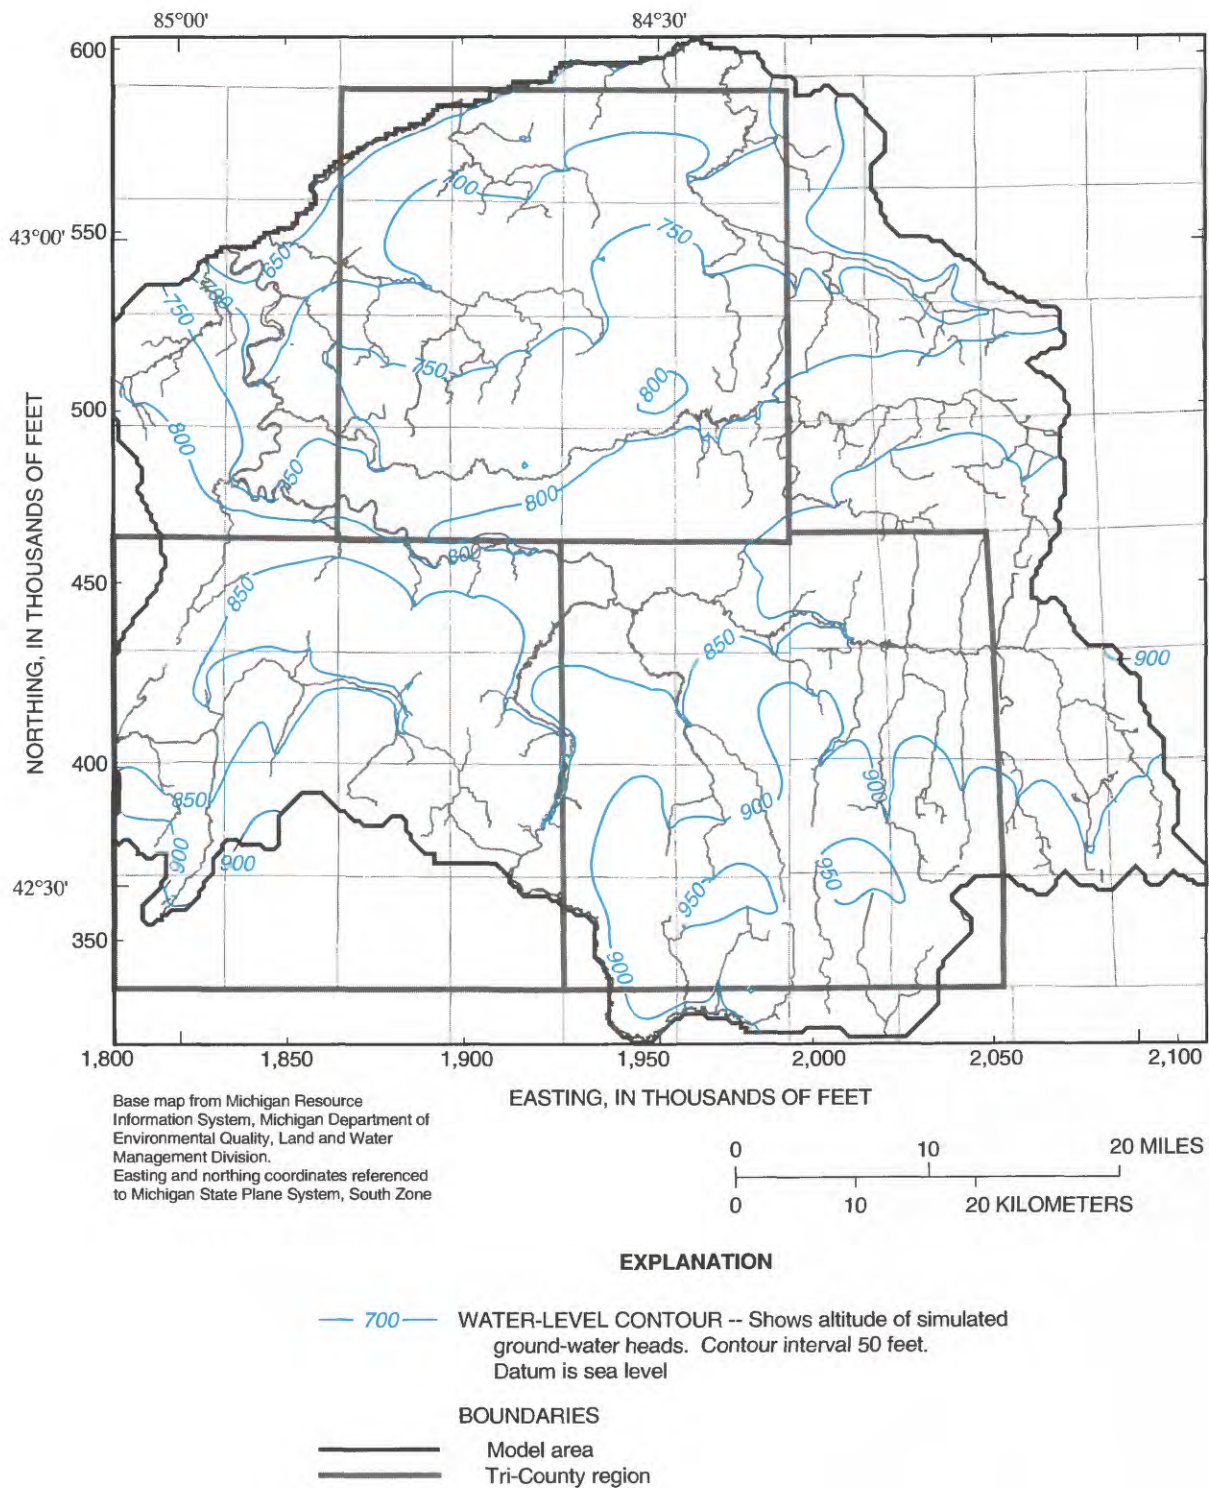 85°00'
84°30'
600
550
500
450
400
350
43°00'
42°30'
NORTHING, IN THOUSANDS OF FEET
700
750
650
700
750
750
800
800
850
450
800
800
850
850
900
850
900
900
900
900
950
950
900
1,800
1,850
1,900
1,950
2,000
2,050
2,100
EASTING, IN THOUSANDS OF FEET
Base map from Michigan Resource
Information System, Michigan Department of
Environmental Quality, Land and Water
Management Division.
Easting and northing coordinates referenced
to Michigan State Plane System, South Zone
0 10 20 MILES
0 10 20 KILOMETERS
EXPLANATION
700 WATER-LEVEL CONTOUR -- Shows altitude of simulated
ground-water heads. Contour interval 50 feet.
Datum is sea level
BOUNDARIES
Model area
Tri-County region